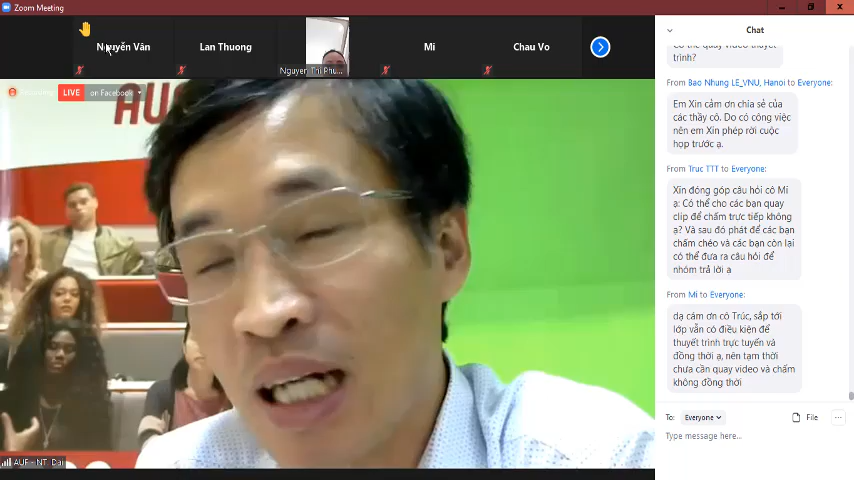 Zoom Meeting
Nguyễn Vân
Lan Thuong
Nguyen Thi Phu...
Mi
Chau Vo
LIVE
on Facebook
AU
AUF - NT. Dai
Chat
Có thể quay video thuyết
trình?
From Bao Nhung LE_VNU, Hanoi to Everyone:
Em Xin cảm ơn chía sẻ của
các thầy cô. Do có công việc
nên em Xin phép rời cuộc
họp trước ạ.
From Truc TTT to Everyone:
Xin đóng góp câu hỏi cô Mi
ạ: Có thể cho các bạn quay
clip để chấm trực tiếp không
ạ? Và sau đó phát để các bạn
chấm chéo và các bạn còn lại
có thể đưa ra câu hỏi để
nhóm trả lời ạ
From Mi to Everyone:
dạ cám ơn cô Trúc, sắp tới
lớp vẫn có điều kiện để
thuyết trình trực tuyến và
đồng thời ạ, nên tạm thời
chưa cần quay video và chấm
không đồng thời
To:
Everyone
File
Type message here...